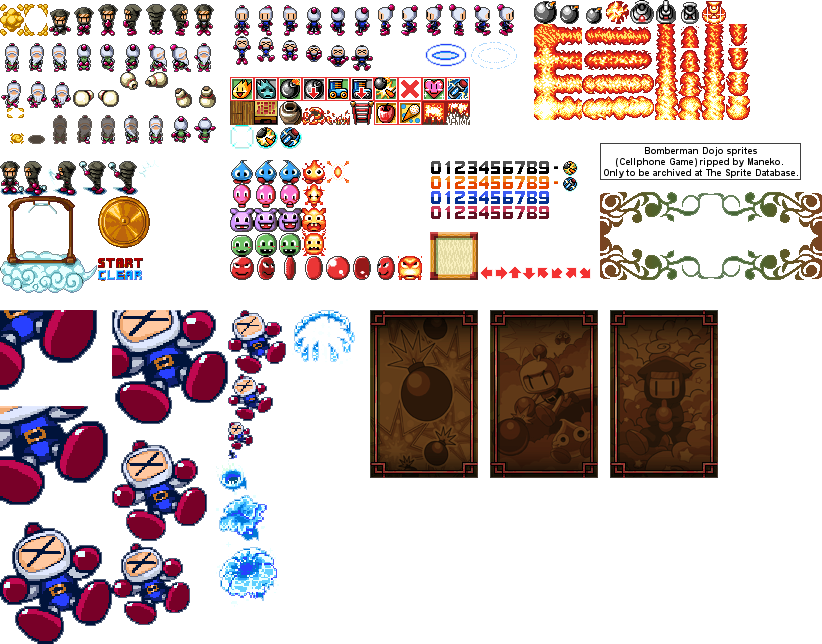 Bomberman Dojo sprites
(Cellphone Game) ripped by Maneko.
Only to be archived at The Sprite Database.
0123456789-
0123456789-
0123456789
0123456789
START
CLEAR